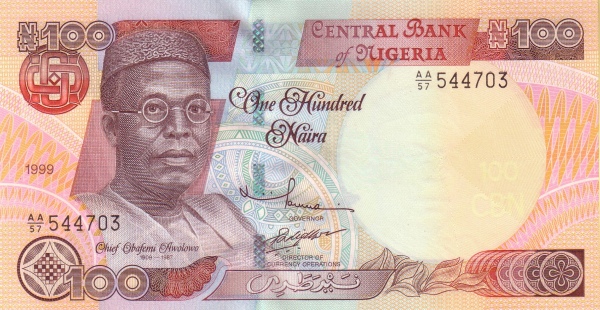 ₦100
CENTRAL BANK
of NIGERIA
₦100
AA/57 544703
One Hundred
Naira
1999
100
CBN
GOVERNOR
AA/57 544703
DIRECTOR OF
CURRENCY OPERATIONS
Chief Obafemi Awolowo
1909 - 1987
100
نَيْرَ طَرِي